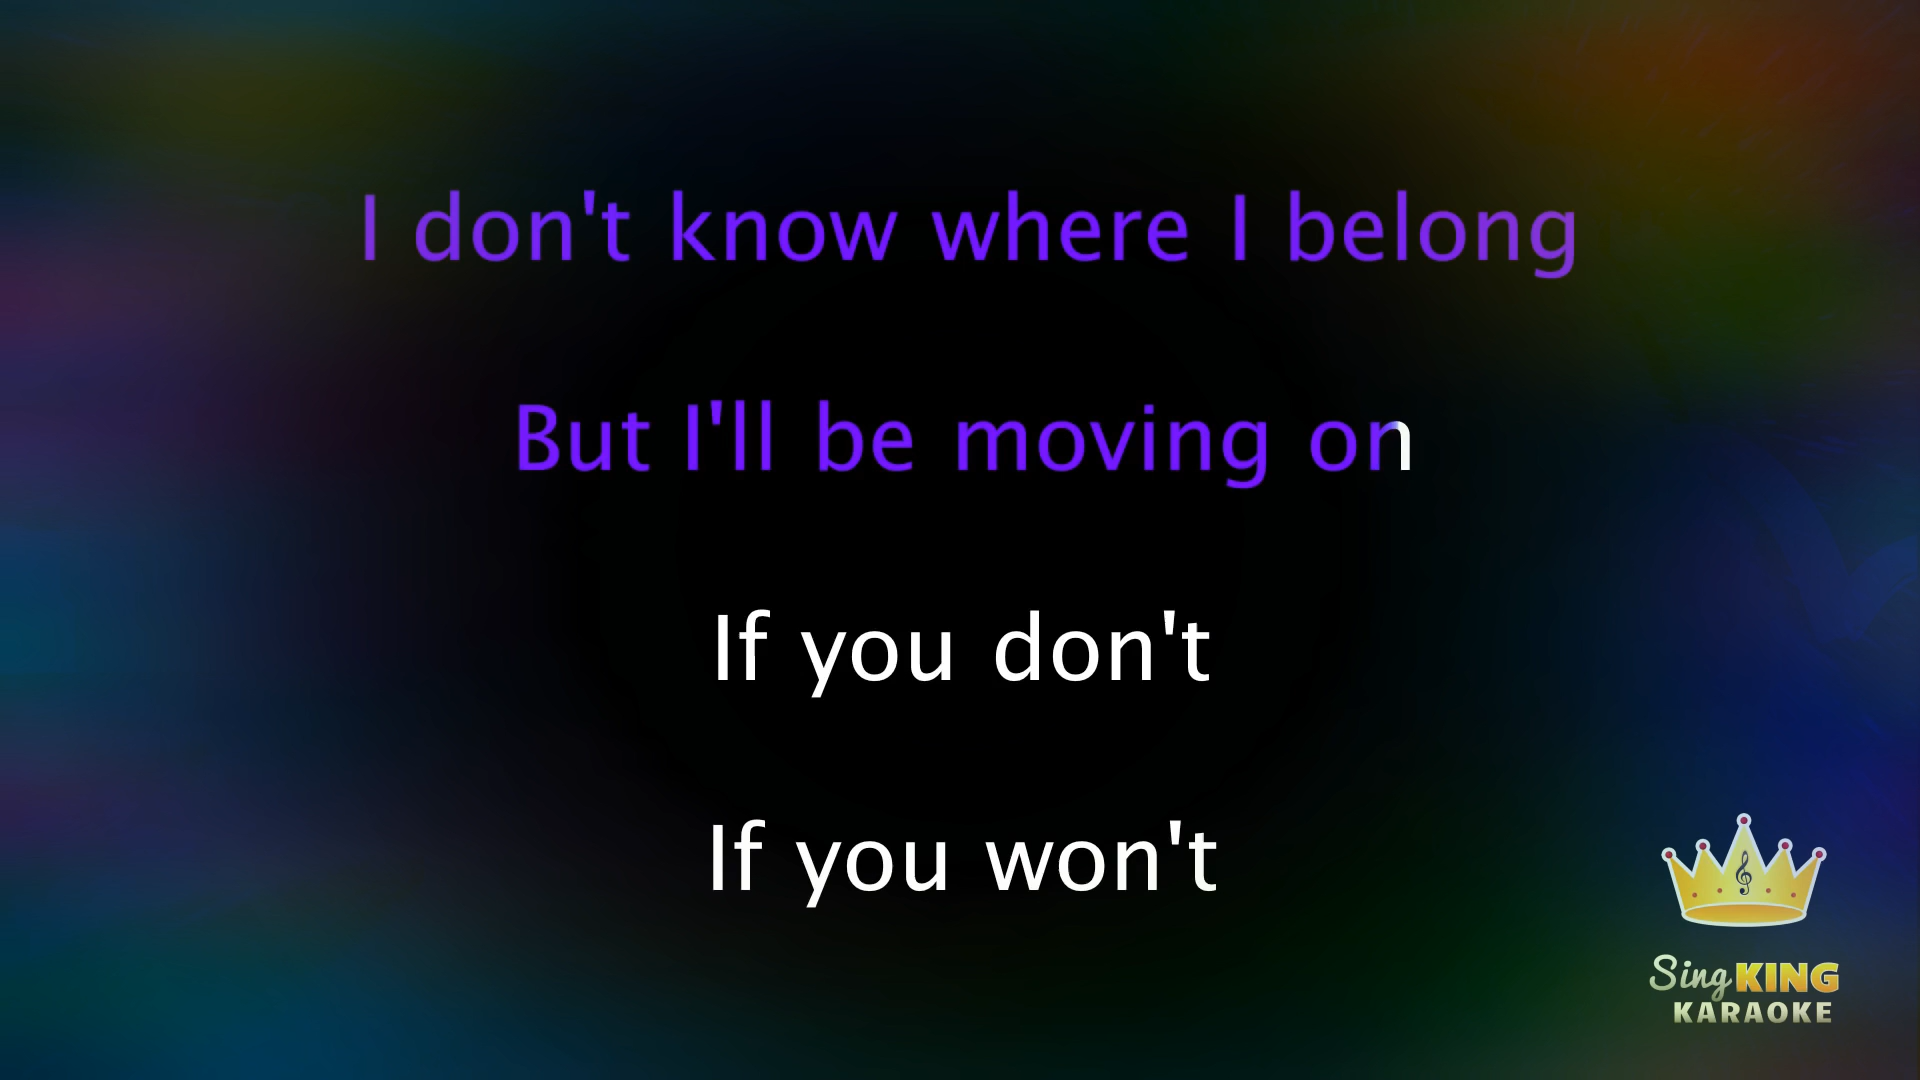 I don't know where I belong
But I'll be moving on
If you don't
If you won't
Sing KING
KARAOKE